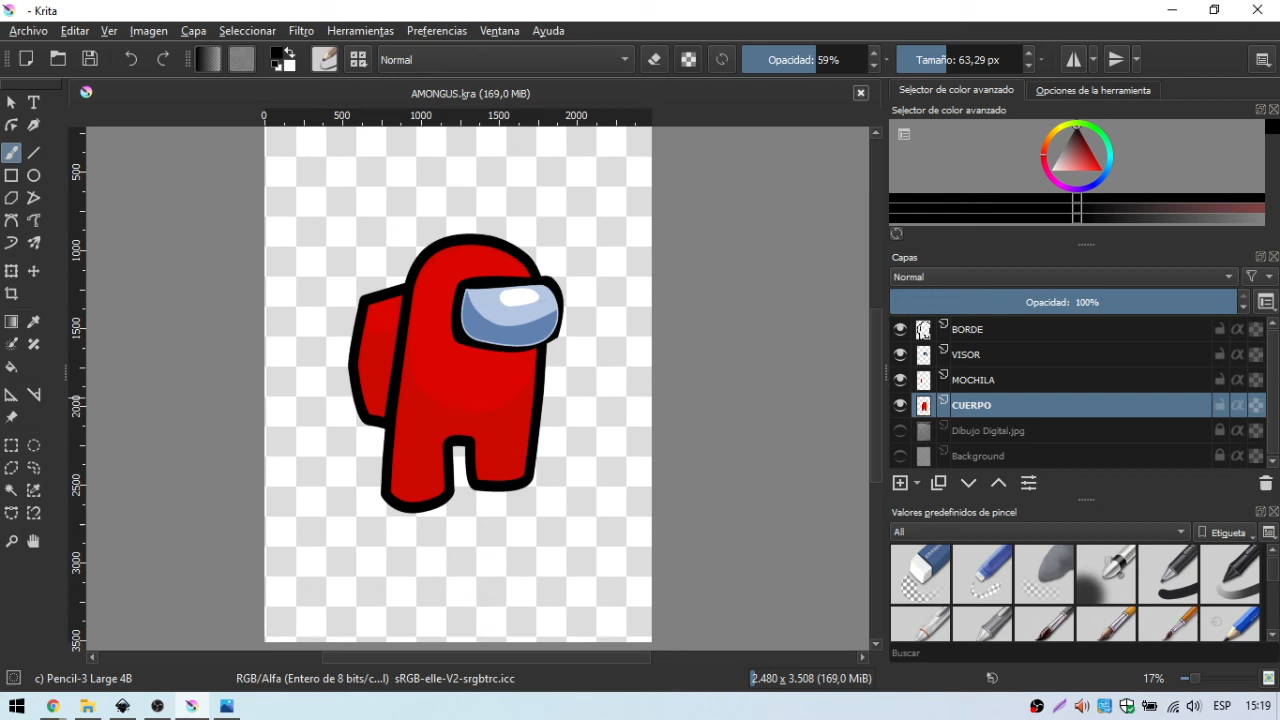 - Krita
Archivo Editar Ver Imagen Capa Seleccionar Filtro Herramientas Preferencias Ventana Ayuda
Normal Opacidad: 59% Tamaño: 63,29 px
AMONGUS.kra (169,0 MiB)
Selector de color avanzado Opciones de la herramienta
Selector de color avanzado
0 500 1000 1500 2000
500
1000
1500
2000
2500
3000
3500
Capas
Normal
Opacidad: 100%
BORDE
VISOR
MOCHILA
CUERPO
Dibujo Digital.jpg
Background
Valores predefinidos de pincel
All Etiqueta
Buscar
c) Pencil-3 Large 4B RGB/Alfa (Entero de 8 bits/c...l) sRGB-elle-V2-srgbtrc.icc 2.480 x 3.508 (169,0 MiB) 17%
ESP 15:19